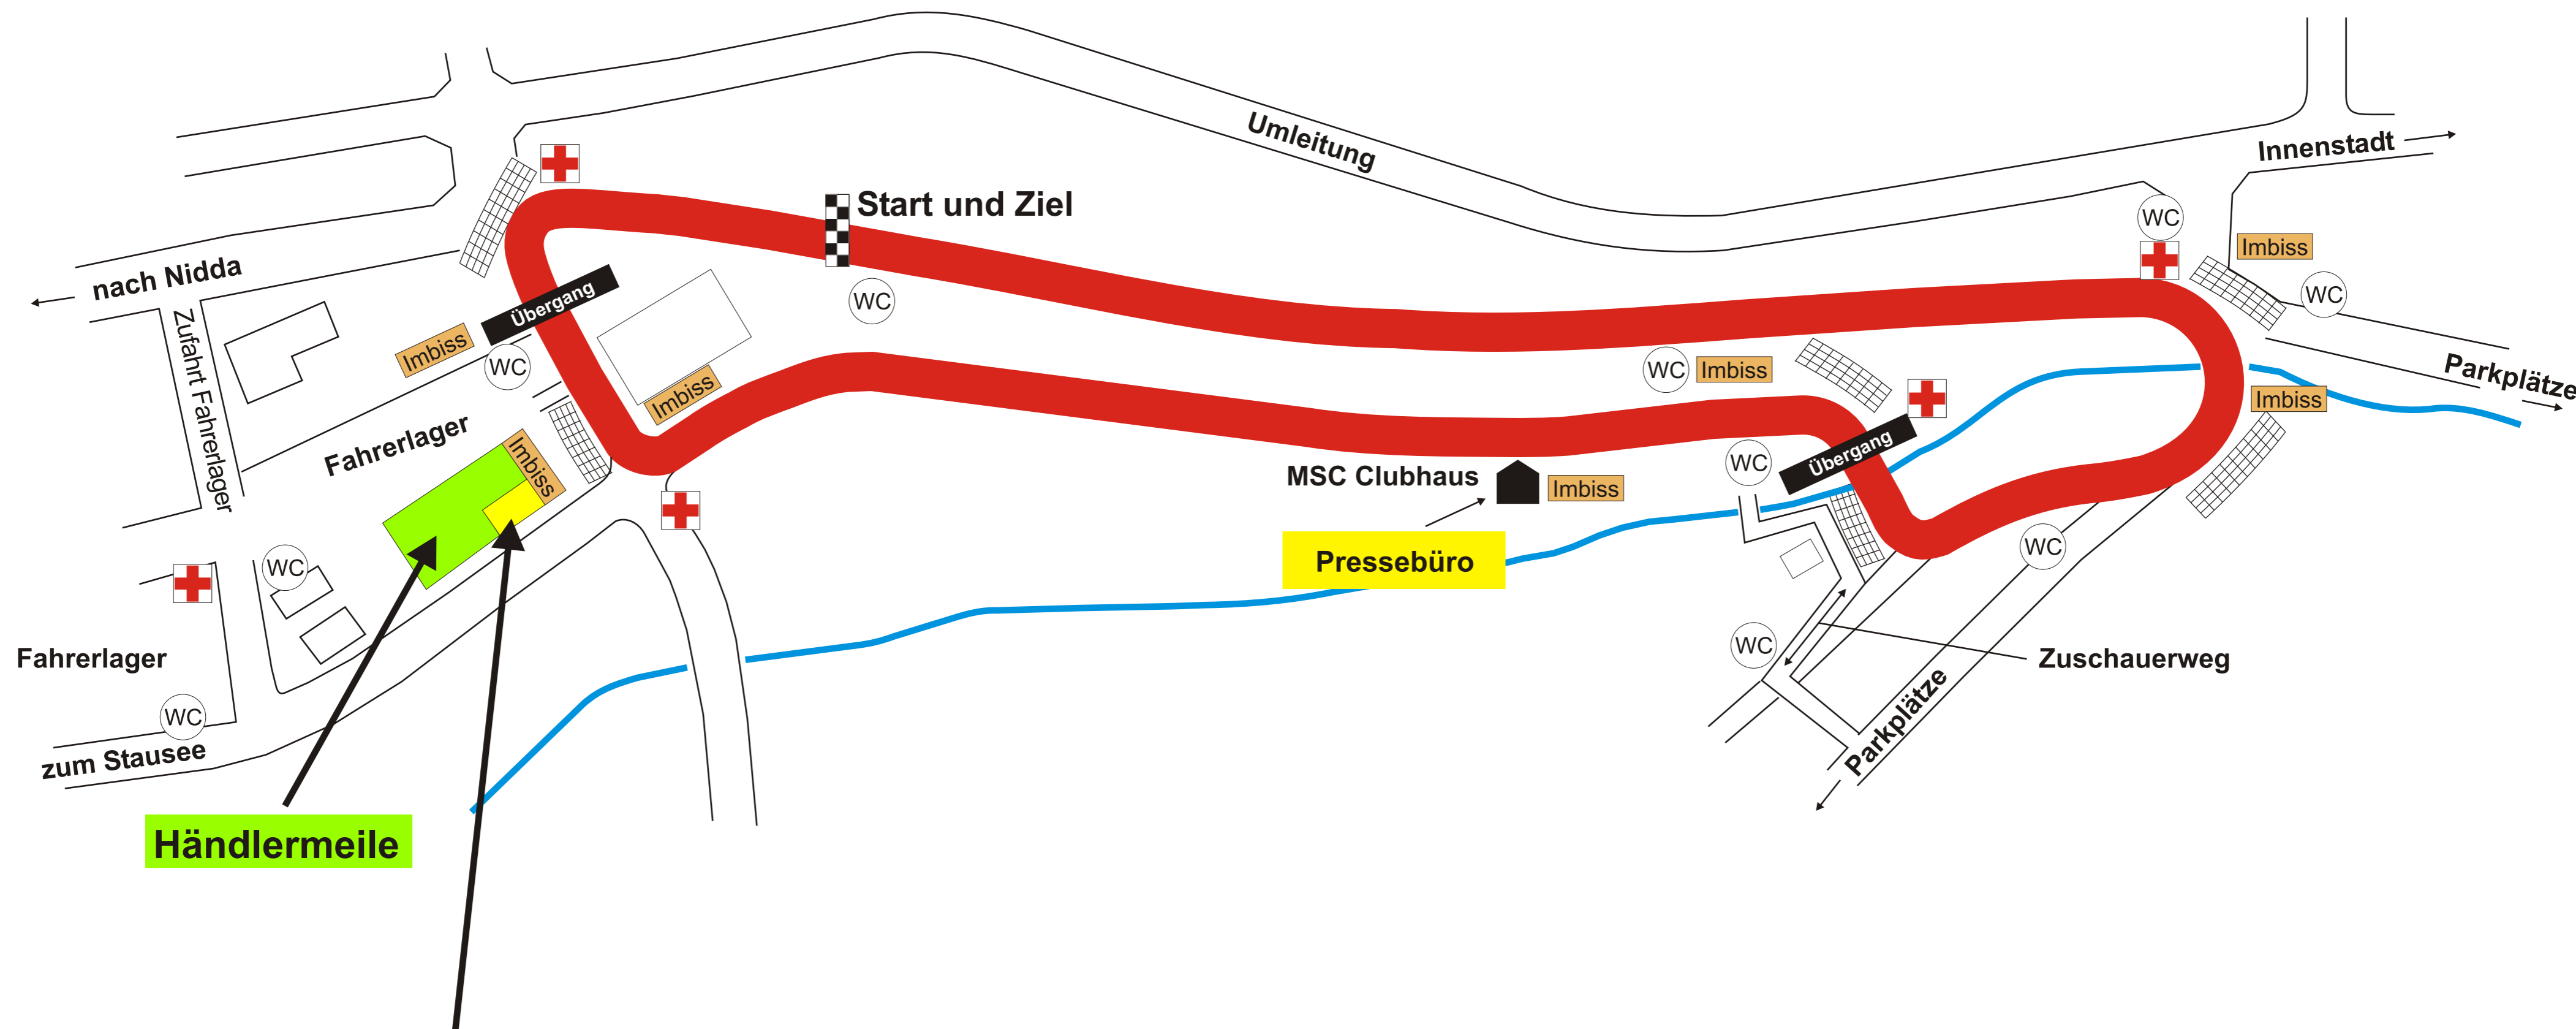 Umleitung
Innenstadt
Start und Ziel
WC
Imbiss
nach Nidda
WC
Übergang
WC
Zufahrt Fahrerlager
Imbiss
WC
Imbiss
WC
Imbiss
Parkplätze
Imbiss
Fahrerlager
Imbiss
Übergang
WC
MSC Clubhaus
Imbiss
Pressebüro
WC
WC
Fahrerlager
WC
Zuschauerweg
WC
zum Stausee
Parkplätze
Händlermeile